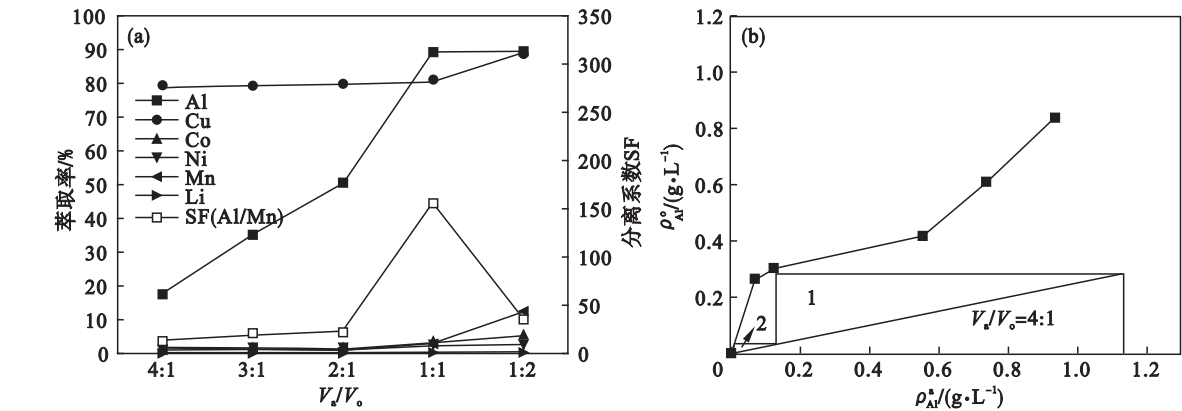 (a)
萃取率/%
100
90
80
70
60
50
40
30
20
10
0
Al
Cu
Co
Ni
Mn
Li
SF(Al/Mn)
4:1
3:1
2:1
1:1
1:2
Va/Vo
350
300
250
200
150
100
50
0
分离系数SF
(b)
ρ°Al/(g·L⁻¹)
1.2
1.0
0.8
0.6
0.4
0.2
0
1
2
Va/Vo=4:1
0
0.2
0.4
0.6
0.8
1.0
1.2
ρᵃAl/(g·L⁻¹)